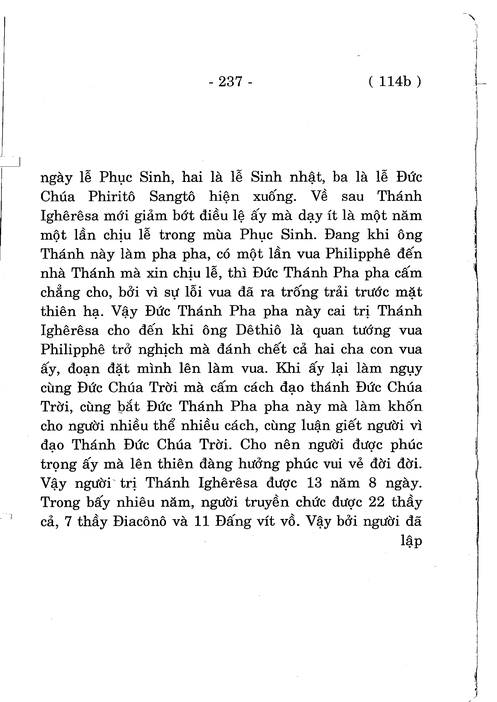 - 237 - ( 114b )
ngày lễ Phục Sinh, hai là lễ Sinh nhật, ba là lễ Đức
Chúa Phiritô Sangtô hiện xuống. Về sau Thánh
Ighêrêsa mới giảm bớt điều lệ ấy mà dạy ít là một năm
một lần chịu lễ trong mùa Phục Sinh. Đang khi ông
Thánh này làm pha pha, có một lần vua Philipphê đến
nhà Thánh mà xin chịu lễ, thì Đức Thánh Pha pha cấm
chẳng cho, bởi vì sự lỗi vua đã ra trống trải trước mặt
thiên hạ. Vậy Đức Thánh Pha pha này cai trị Thánh
Ighêrêsa cho đến khi ông Dêthiô là quan tướng vua
Philipphê trở nghịch mà đánh chết cả hai cha con vua
ấy, đoạn đặt mình lên làm vua. Khi ấy lại làm ngụy
cùng Đức Chúa Trời mà cấm cách đạo thánh Đức Chúa
Trời, cùng bắt Đức Thánh Pha pha này mà làm khốn
cho người nhiều thể nhiều cách, cùng luận giết người vì
đạo Thánh Đức Chúa Trời. Cho nên người được phúc
trọng ấy mà lên thiên đàng hưởng phúc vui vẻ đời đời.
Vậy người trị Thánh Ighêrêsa được 13 năm 8 ngày.
Trong bấy nhiêu năm, người truyền chức được 22 thầy
cả, 7 thầy Điacônô và 11 Đấng vít vồ. Vậy bởi người đã
lập